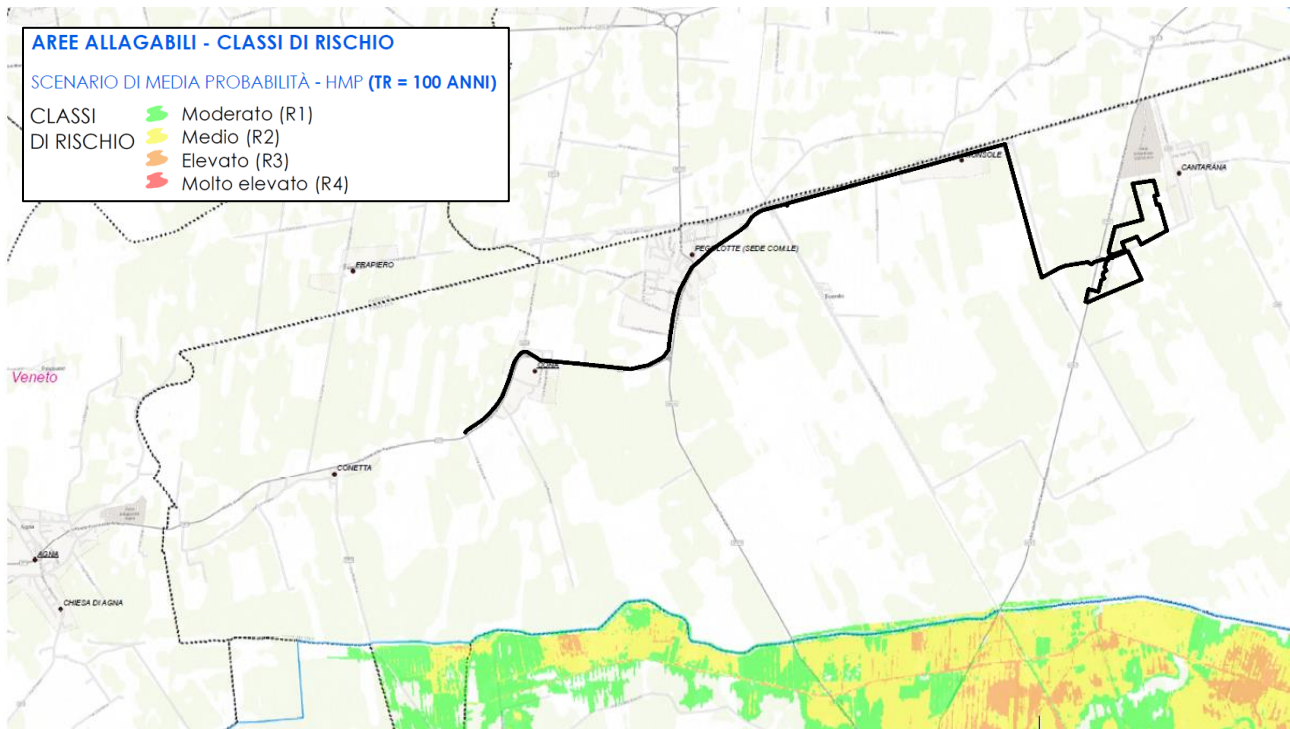 AREE ALLAGABILI - CLASSI DI RISCHIO
SCENARIO DI MEDIA PROBABILITÀ - HMP (TR = 100 ANNI)
CLASSI
DI RISCHIO
Moderato (R1)
Medio (R2)
Elevato (R3)
Molto elevato (R4)
CANTARANA
PEGOLOTTE (SEDE COM.LE)
FRAPIERO
Veneto
CONETTA
AGNA
CHIESA DI AGNA